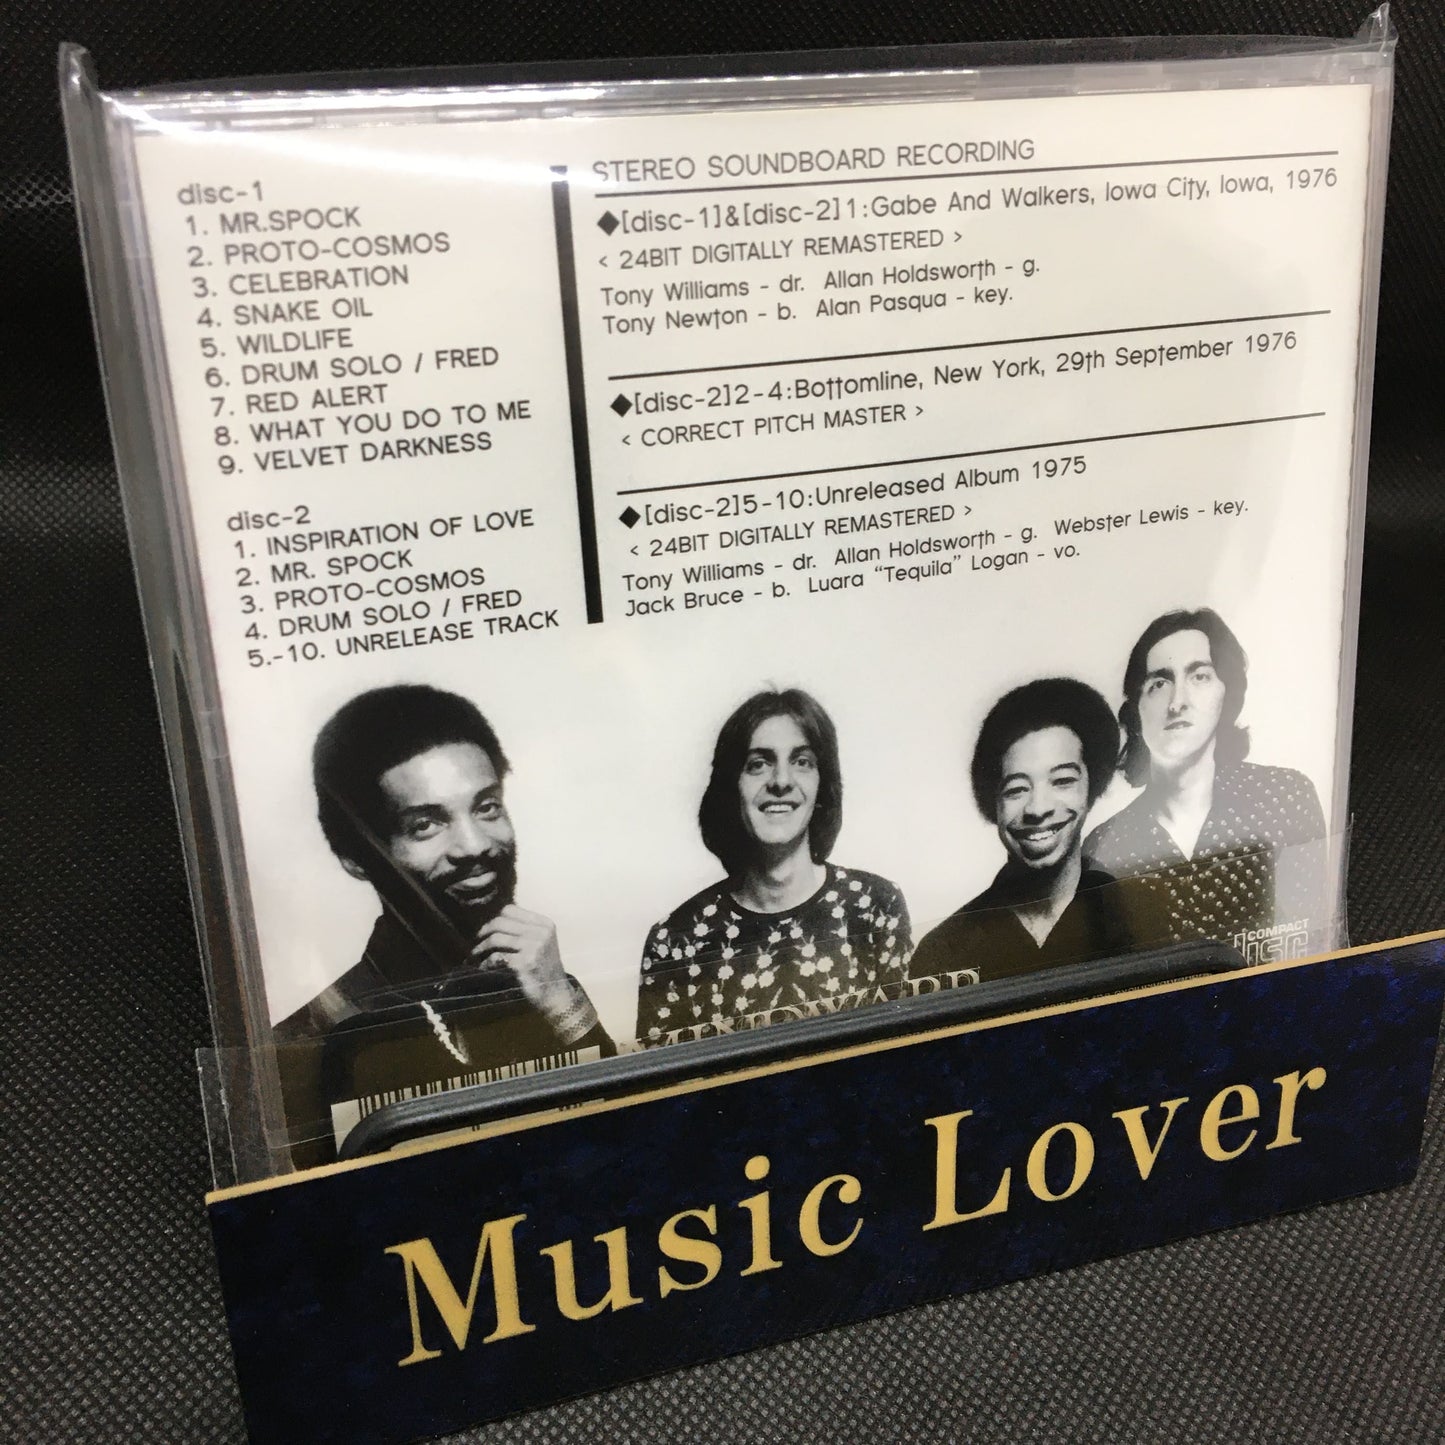 disc-1
1. MR.SPOCK
2. PROTO-COSMOS
3. CELEBRATION
4. SNAKE OIL
5. WILDLIFE
6. DRUM SOLO / FRED
7. RED ALERT
8. WHAT YOU DO TO ME
9. VELVET DARKNESS
disc-2
1. INSPIRATION OF LOVE
2. MR. SPOCK
3. PROTO-COSMOS
4. DRUM SOLO / FRED
5.-10. UNRELEASE TRACK
STEREO SOUNDBOARD RECORDING
◆[disc-1]&[disc-2]1:Gabe And Walkers, Iowa City, Iowa, 1976
< 24BIT DIGITALLY REMASTERED >
Tony Williams - dr. Allan Holdsworth - g.
Tony Newton - b. Alan Pasqua - key.
◆[disc-2]2-4:Bottomline, New York, 29th September 1976
< CORRECT PITCH MASTER >
◆[disc-2]5-10:Unreleased Album 1975
< 24BIT DIGITALLY REMASTERED >
Tony Williams - dr. Allan Holdsworth - g. Webster Lewis - key.
Jack Bruce - b. Luara “Tequila” Logan - vo.
COMPACT
DISC
Music Lover